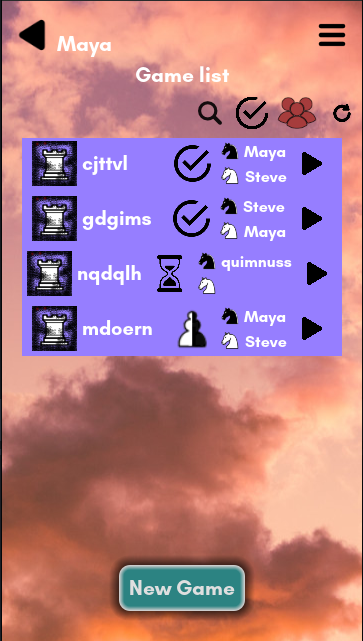 Maya
Game list
cjttvl
Maya
Steve
gdgims
Steve
Maya
nqdqlh
quimnuss
mdoern
Maya
Steve
New Game